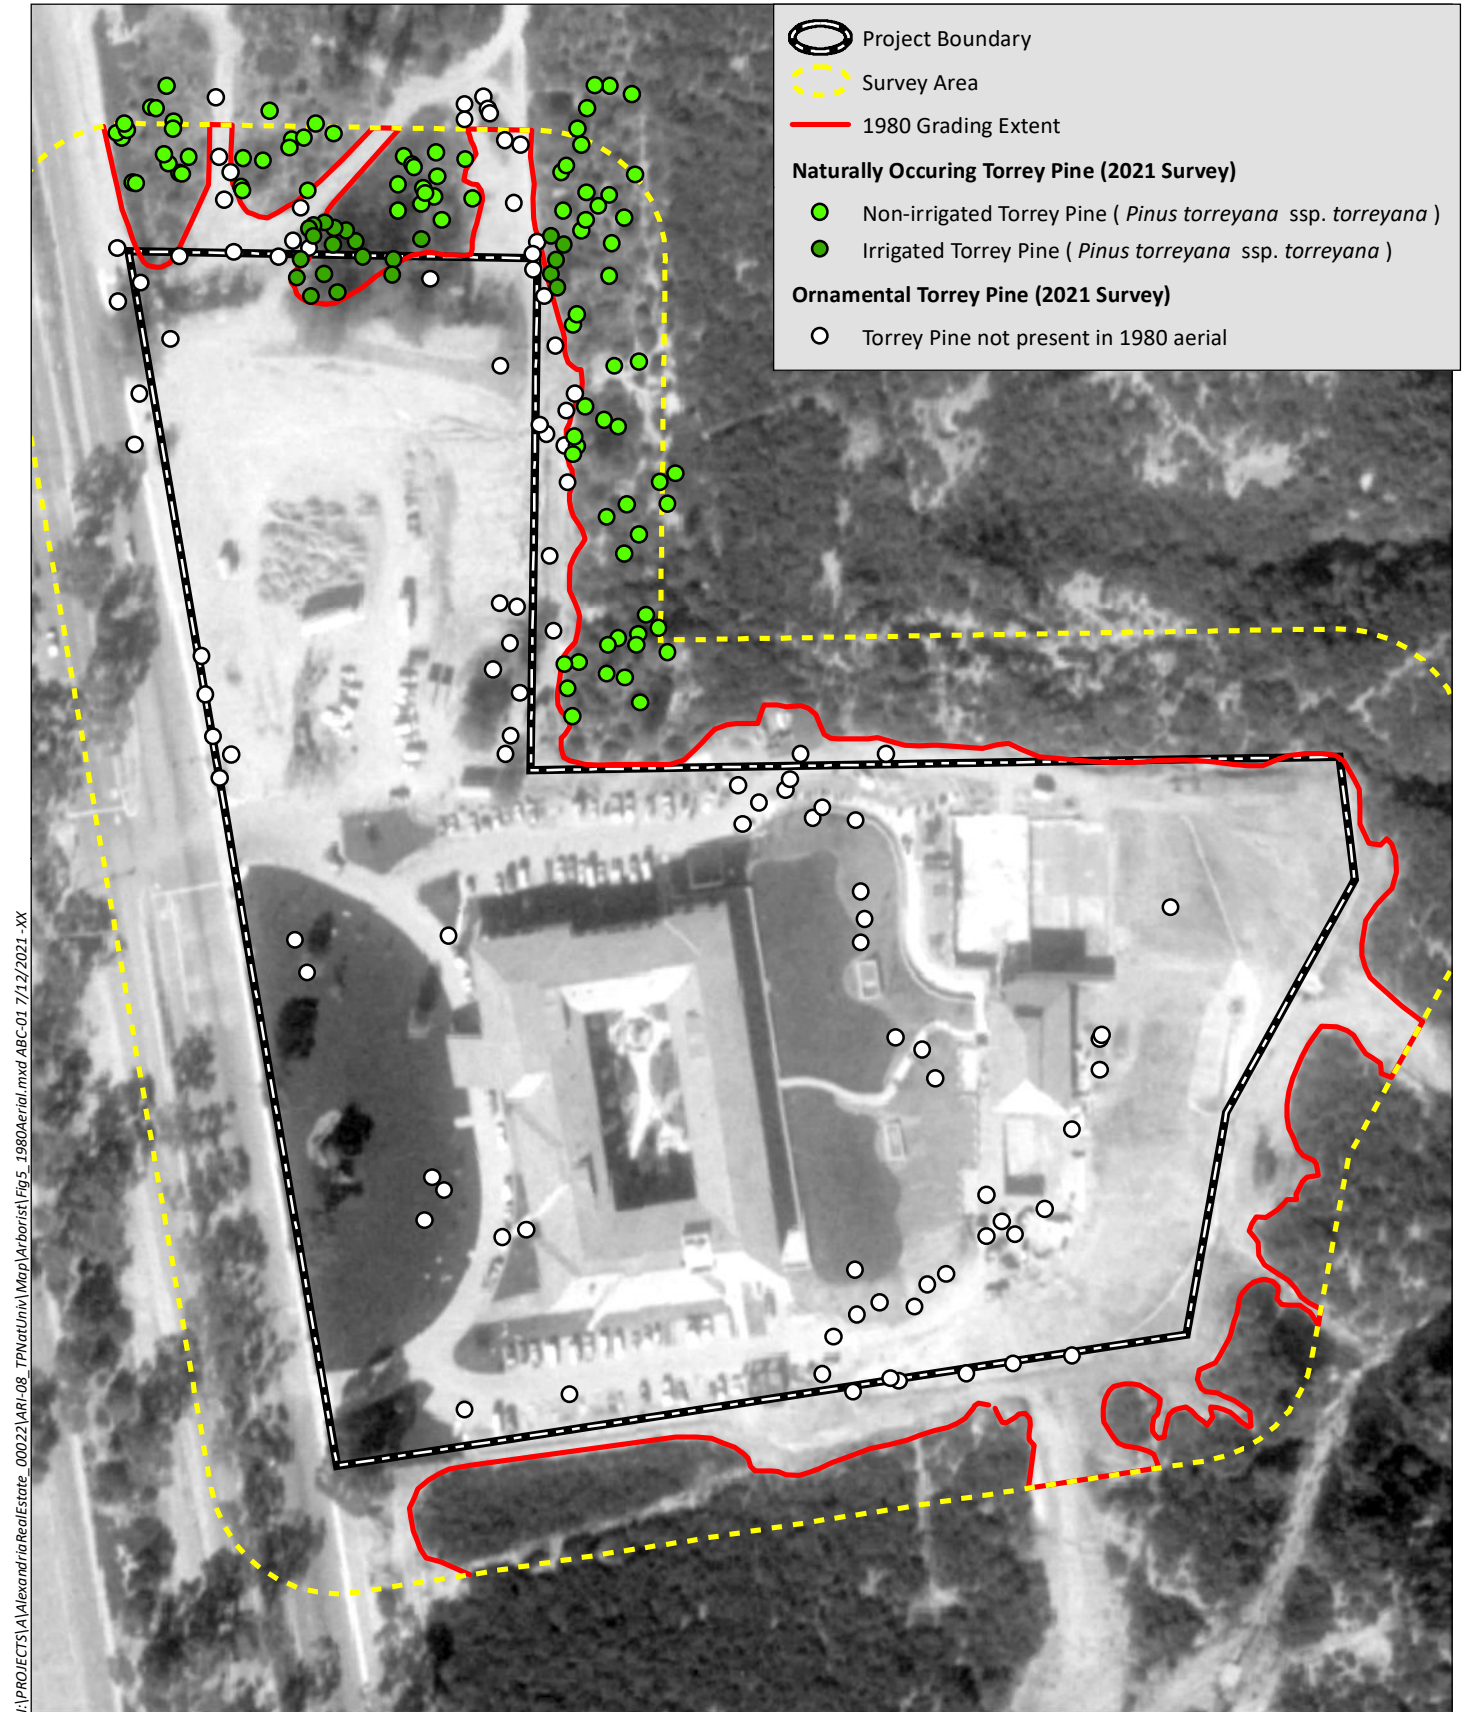 Project Boundary
Survey Area
1980 Grading Extent
Naturally Occuring Torrey Pine (2021 Survey)
Non-irrigated Torrey Pine ( Pinus torreyana ssp. torreyana )
Irrigated Torrey Pine ( Pinus torreyana ssp. torreyana )
Ornamental Torrey Pine (2021 Survey)
Torrey Pine not present in 1980 aerial
I:\PROJECTS\A\AlexandriaRealEstate_00022\ARI-08_TPNatUniv\Map\Arborist\Fig5_1980Aerial.mxd ABC-01 7/12/2021 - XX